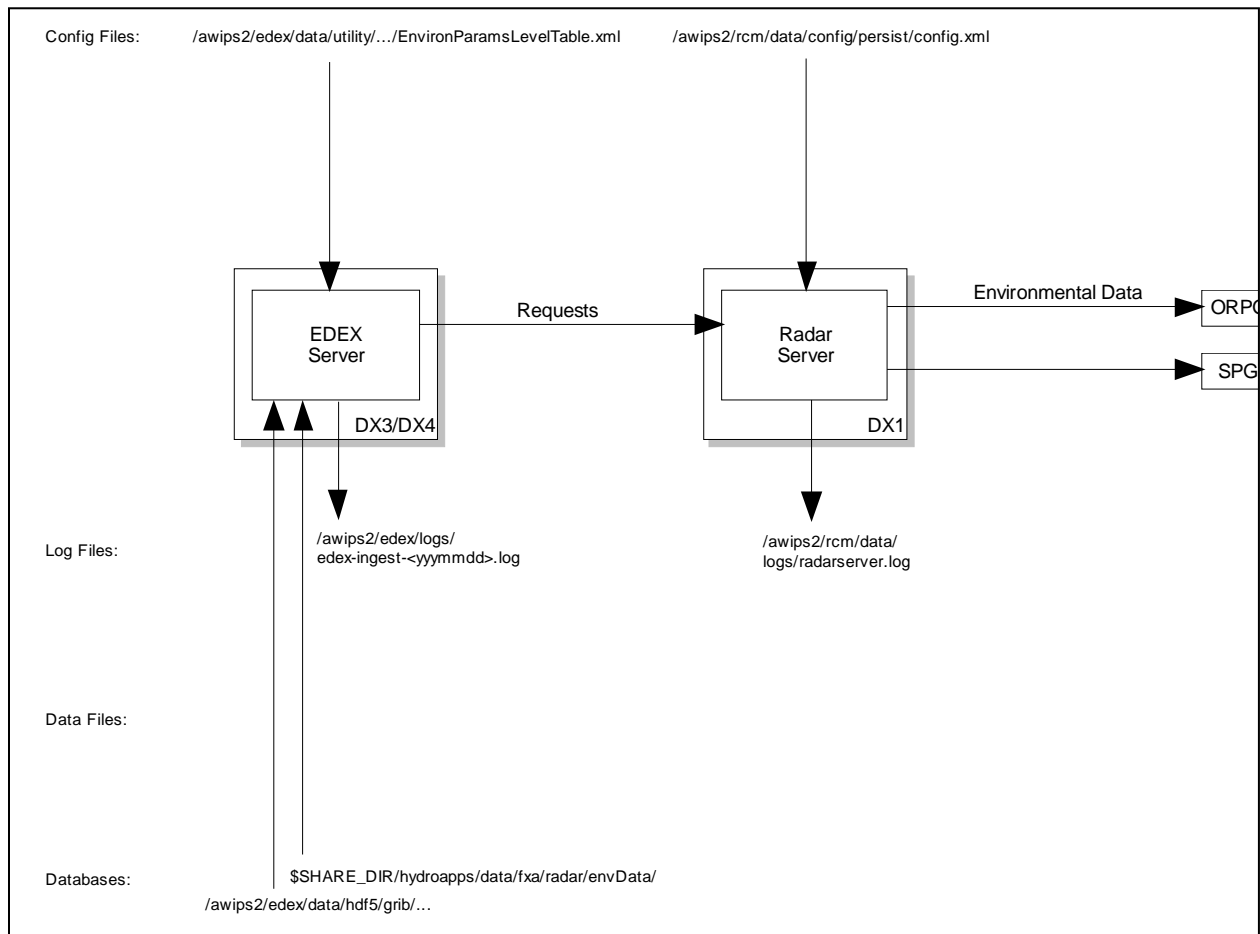 Config Files: /awips2/edex/data/utility/…/EnvironParamsLevelTable.xml /awips2/rcm/data/config/persist/config.xml
Environmental Data
Requests
ORPG
EDEX
Server
Radar
Server
SPG
DX3/DX4
DX1
/awips2/edex/logs/
edex-ingest-<yyymmdd>.log
/awips2/rcm/data/
logs/radarserver.log
Log Files:
Data Files:
Databases:
$SHARE_DIR/hydroapps/data/fxa/radar/envData/
/awips2/edex/data/hdf5/grib/…